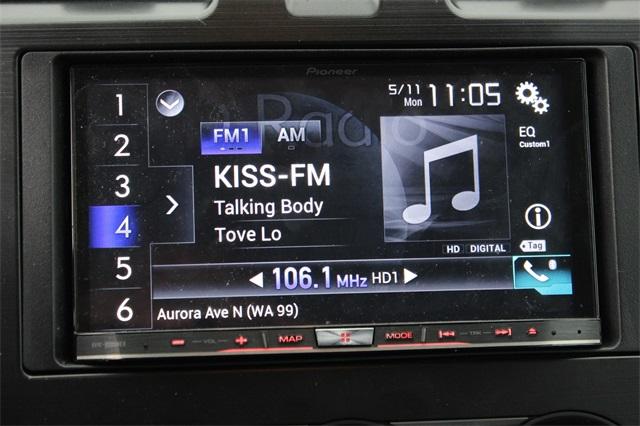 Pioneer
1
2
3
4
5
6
Radio
5/11
Mon
11:05
FM1
AM
KISS-FM
Talking Body
Tove Lo
EQ
Custom1
HD DIGITAL
Tag
106.1 MHz HD1
Aurora Ave N (WA 99)
VOL
MAP
MODE
TRK